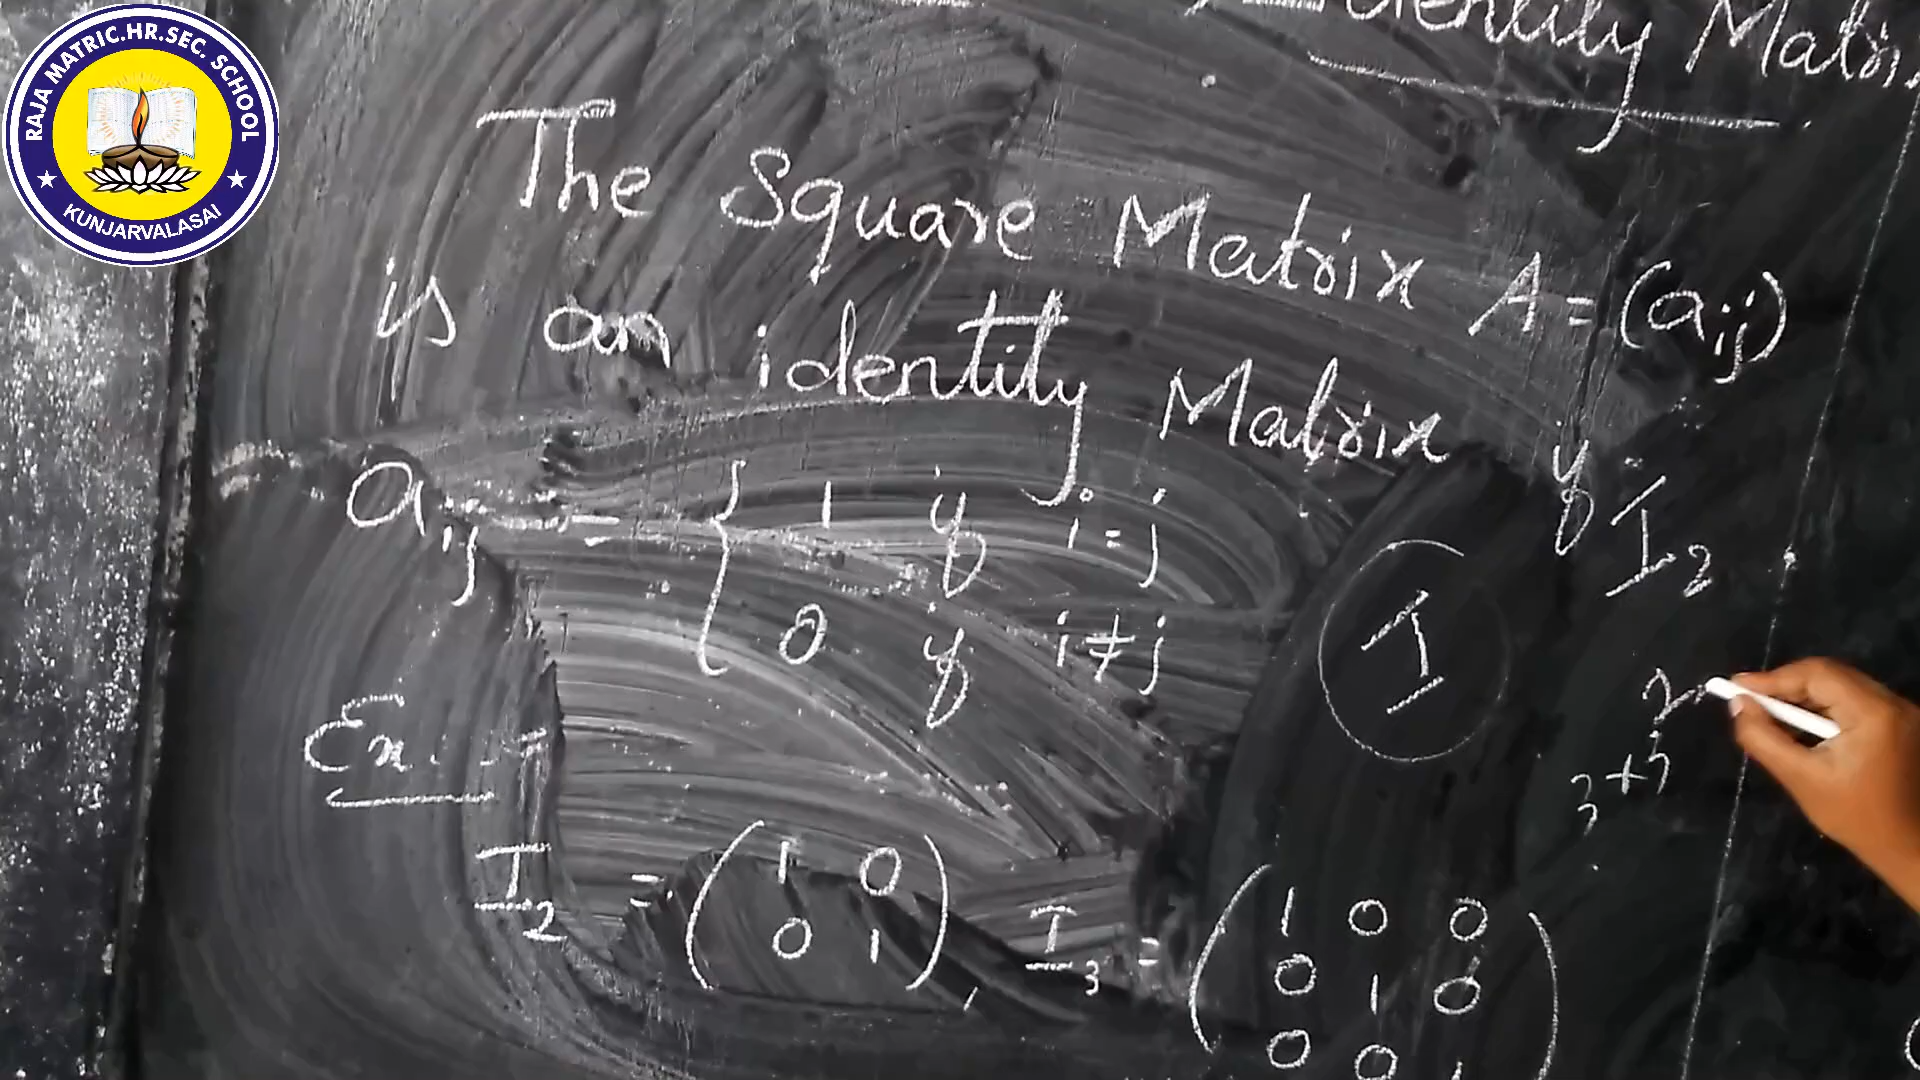 RAJA MATRIC.HR.SEC. SCHOOL
KUNJARVALASAI
Identity Matrix
The Square Matrix A = (aij)
is an identity Matrix if
aij = { 1 if i = j
0 if i ≠ j
I
I2
Ex:
I2 = ( 1 0
0 1 ) , I3 = ( 1 0 0
0 1 0
0 0 1